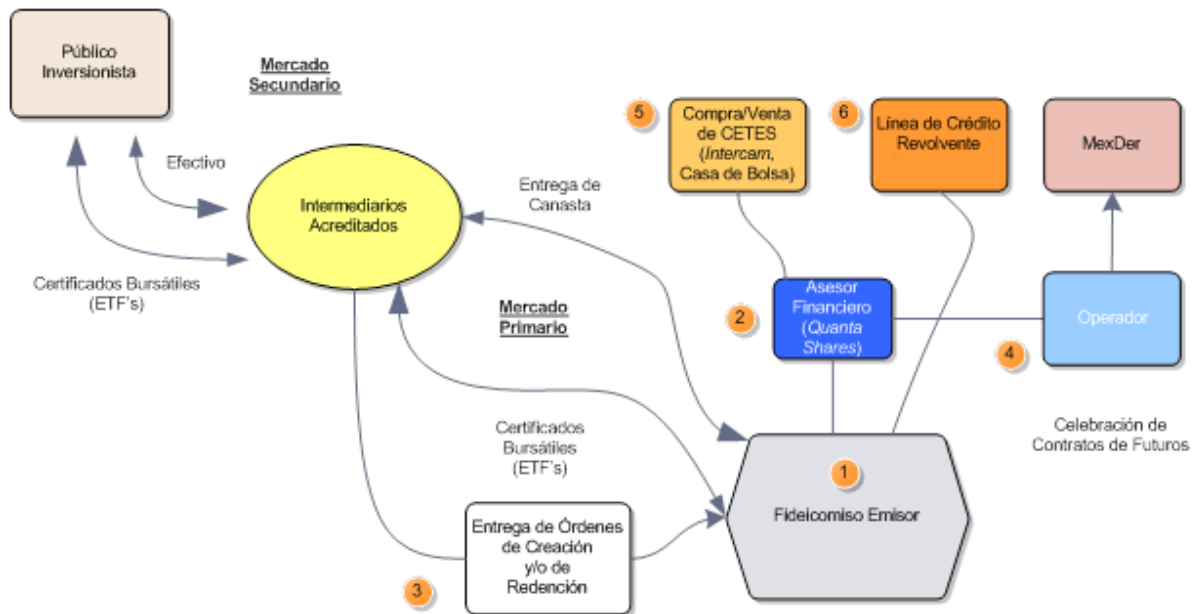 Público
Inversionista
Mercado
Secundario
Efectivo
Certificados Bursátiles
(ETF's)
Intermediarios
Acreditados
Entrega de
Canasta
5
Compra/Venta
de CETES
(Intercam,
Casa de Bolsa)
6
Línea de Crédito
Revolvente
MexDer
Mercado
Primario
2
Asesor
Financiero
(Quanta
Shares)
Operador
4
Celebración de
Contratos de Futuros
Certificados
Bursátiles
(ETF's)
1
Fideicomiso Emisor
3
Entrega de Órdenes
de Creación
y/o de
Redención